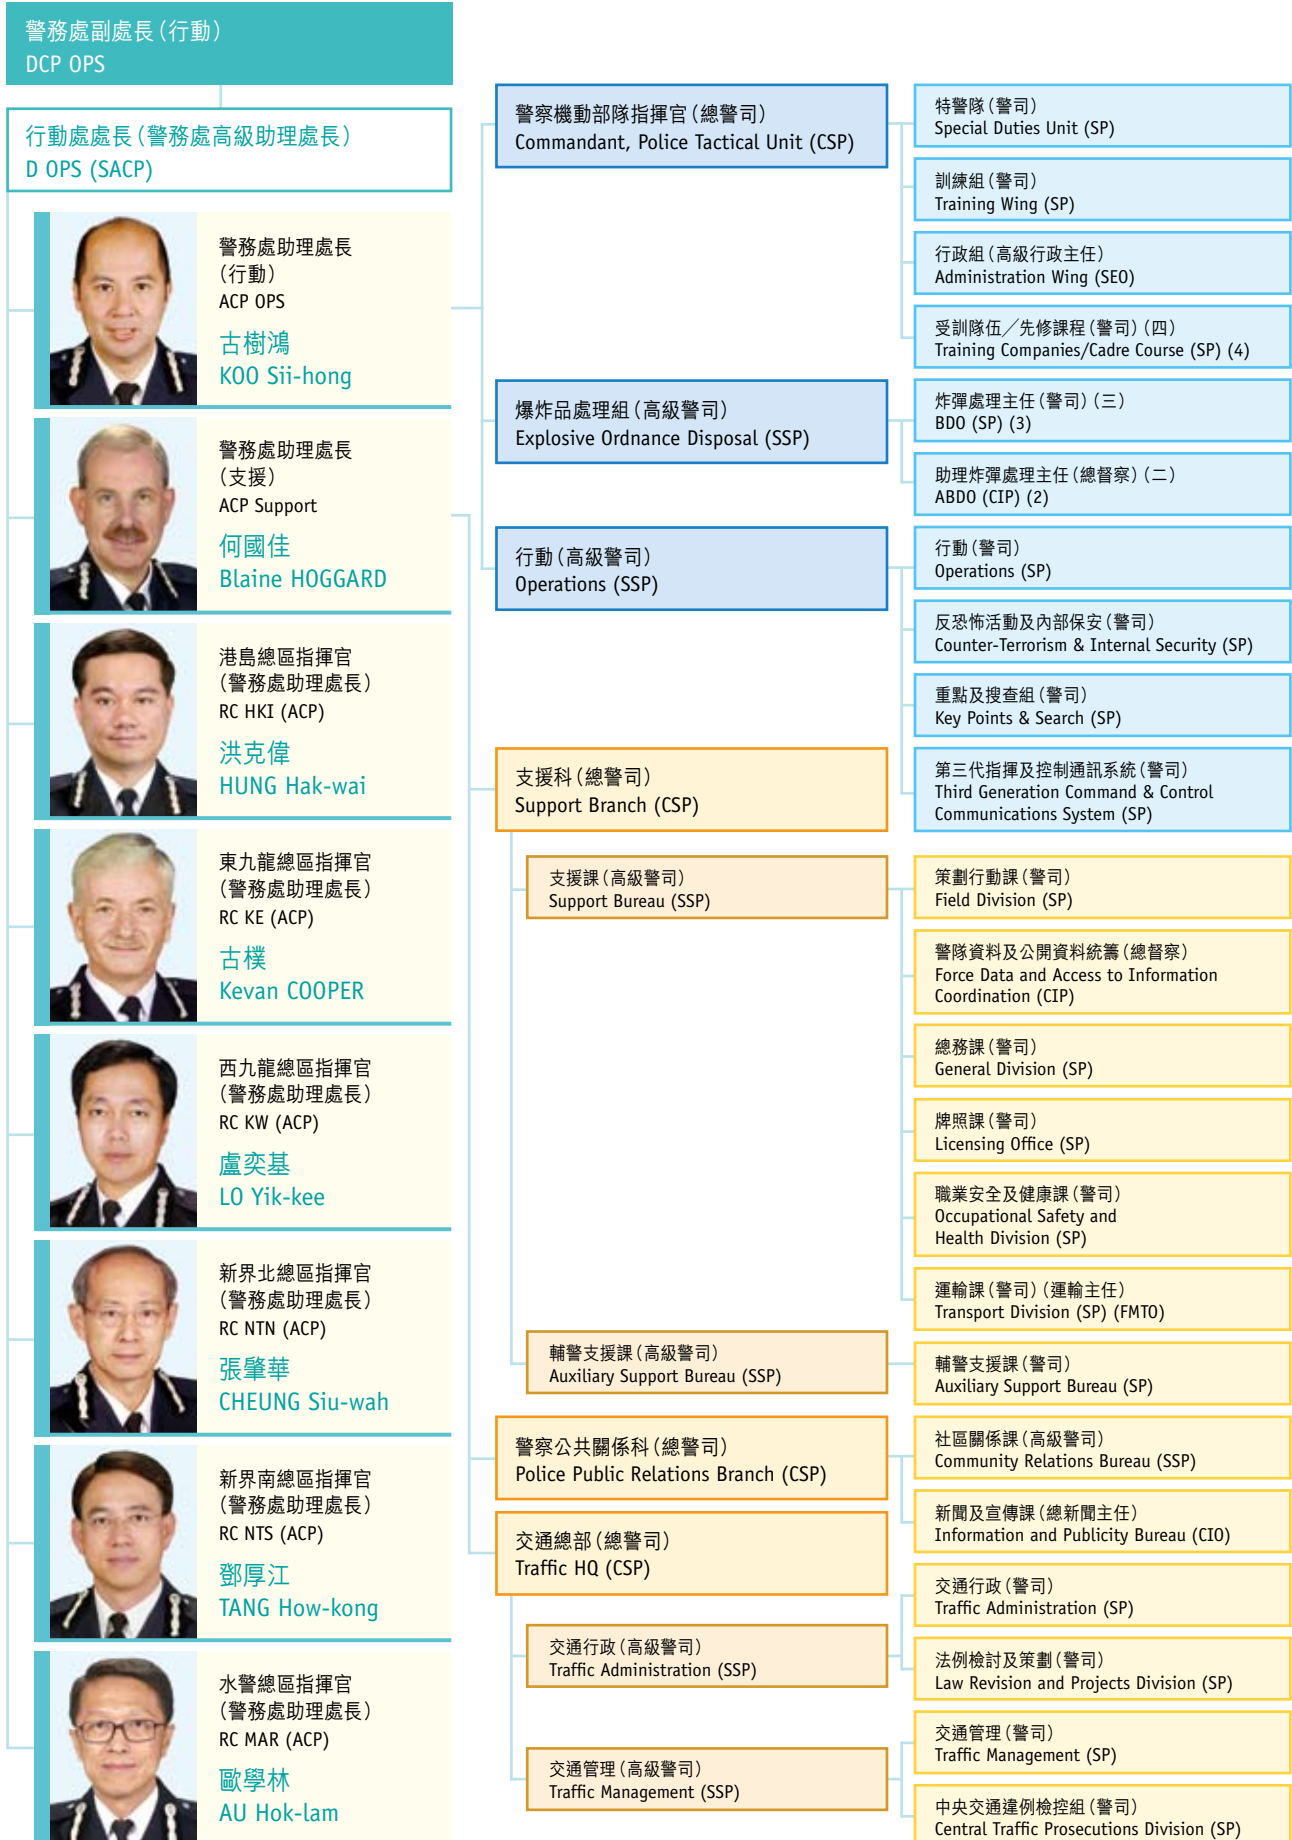 警務處副處長（行動）
DCP OPS
行動處處長（警務處高級助理處長）
D OPS (SACP)
警務處助理處長
（行動）
ACP OPS
古樹鴻
KOO Sii-hong
警務處助理處長
（支援）
ACP Support
何國佳
Blaine HOGGARD
港島總區指揮官
（警務處助理處長）
RC HKI (ACP)
洪克偉
HUNG Hak-wai
東九龍總區指揮官
（警務處助理處長）
RC KE (ACP)
古樸
Kevan COOPER
西九龍總區指揮官
（警務處助理處長）
RC KW (ACP)
盧奕基
LO Yik-kee
新界北總區指揮官
（警務處助理處長）
RC NTN (ACP)
張肇華
CHEUNG Siu-wah
新界南總區指揮官
（警務處助理處長）
RC NTS (ACP)
鄧厚江
TANG How-kong
水警總區指揮官
（警務處助理處長）
RC MAR (ACP)
歐學林
AU Hok-lam
警察機動部隊指揮官（總警司）
Commandant, Police Tactical Unit (CSP)
特警隊（警司）
Special Duties Unit (SP)
訓練組（警司）
Training Wing (SP)
行政組（高級行政主任）
Administration Wing (SEO)
受訓隊伍／先修課程（警司）（四）
Training Companies/Cadre Course (SP) (4)
爆炸品處理組（高級警司）
Explosive Ordnance Disposal (SSP)
炸彈處理主任（警司）（三）
BDO (SP) (3)
助理炸彈處理主任（總督察）（二）
ABDO (CIP) (2)
行動（高級警司）
Operations (SSP)
行動（警司）
Operations (SP)
反恐怖活動及內部保安（警司）
Counter-Terrorism & Internal Security (SP)
重點及搜查組（警司）
Key Points & Search (SP)
第三代指揮及控制通訊系統（警司）
Third Generation Command & Control
Communications System (SP)
支援科（總警司）
Support Branch (CSP)
支援課（高級警司）
Support Bureau (SSP)
策劃行動課（警司）
Field Division (SP)
警隊資料及公開資料統籌（總督察）
Force Data and Access to Information
Coordination (CIP)
總務課（警司）
General Division (SP)
牌照課（警司）
Licensing Office (SP)
職業安全及健康課（警司）
Occupational Safety and
Health Division (SP)
運輸課（警司）（運輸主任）
Transport Division (SP) (FMTO)
輔警支援課（高級警司）
Auxiliary Support Bureau (SSP)
輔警支援課（警司）
Auxiliary Support Bureau (SP)
警察公共關係科（總警司）
Police Public Relations Branch (CSP)
社區關係課（高級警司）
Community Relations Bureau (SSP)
新聞及宣傳課（總新聞主任）
Information and Publicity Bureau (CIO)
交通總部（總警司）
Traffic HQ (CSP)
交通行政（高級警司）
Traffic Administration (SSP)
交通行政（警司）
Traffic Administration (SP)
法例檢討及策劃（警司）
Law Revision and Projects Division (SP)
交通管理（高級警司）
Traffic Management (SSP)
交通管理（警司）
Traffic Management (SP)
中央交通違例檢控組（警司）
Central Traffic Prosecutions Division (SP)